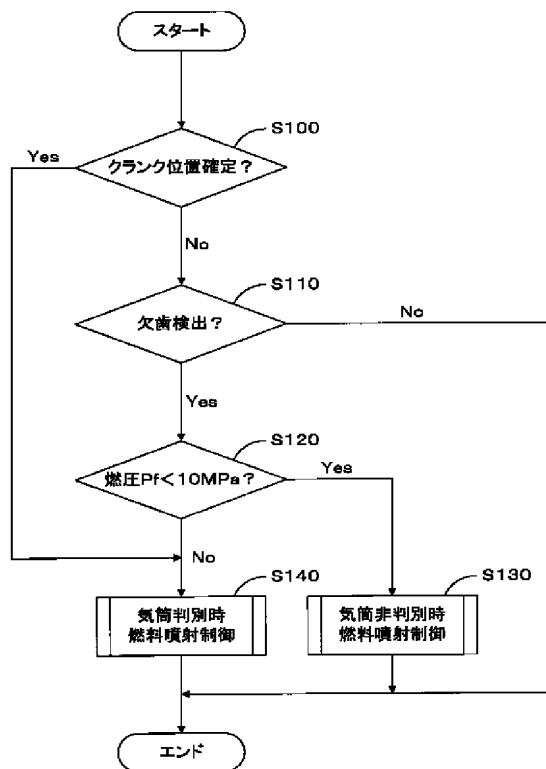 スタート
S100
Yes
クランク位置確定?
No
S110
欠歯検出?
No
Yes
S120
燃圧Pf<10MPa?
Yes
No
S140
気筒判別時
燃料噴射制御
S130
気筒非判別時
燃料噴射制御
エンド